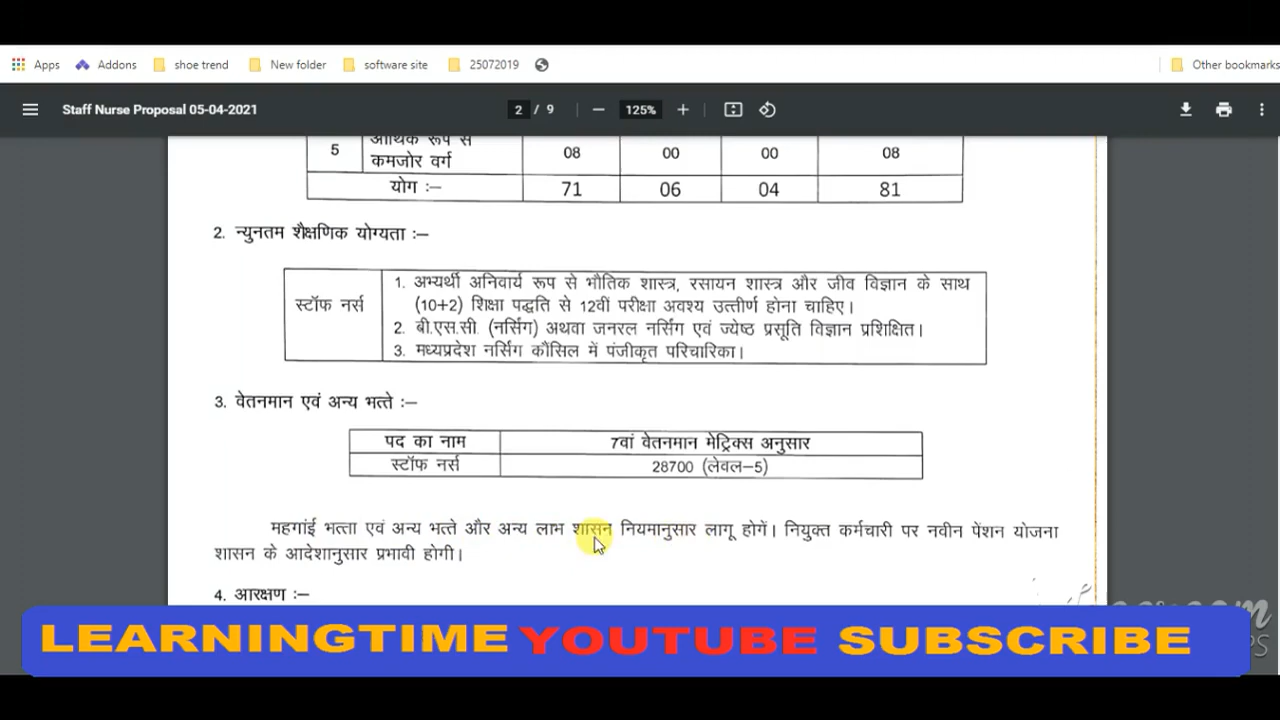 Apps Addons shoe trend New folder software site 25072019 Other bookmarks
Staff Nurse Proposal 05-04-2021 2 / 9 125%
5 आर्थिक रूप से कमजोर वर्ग 08 00 00 08
योग :– 71 06 04 81
2. न्युनतम शैक्षणिक योग्यता :–
स्टॉफ नर्स
1. अभ्यर्थी अनिवार्य रूप से भौतिक शास्त्र, रसायन शास्त्र और जीव विज्ञान के साथ
(10+2) शिक्षा पद्धति से 12वीं परीक्षा अवश्य उत्तीर्ण होना चाहिए।
2. बी.एस.सी. (नर्सिंग) अथवा जनरल नर्सिंग एवं ज्येष्ठ प्रसूति विज्ञान प्रशिक्षित।
3. मध्यप्रदेश नर्सिग कौसिल में पंजीकृत परिचारिका।
3. वेतनमान एवं अन्य भत्ते :–
पद का नाम 7वां वेतनमान मेट्रिक्स अनुसार
स्टॉफ नर्स 28700 (लेवल–5)
महगांई भत्ता एवं अन्य भत्ते और अन्य लाभ शासन नियमानुसार लागू होगें। नियुक्त कर्मचारी पर नवीन पेंशन योजना
शासन के आदेशानुसार प्रभावी होगी।
4. आरक्षण :–
LEARNINGTIME YOUTUBE SUBSCRIBE